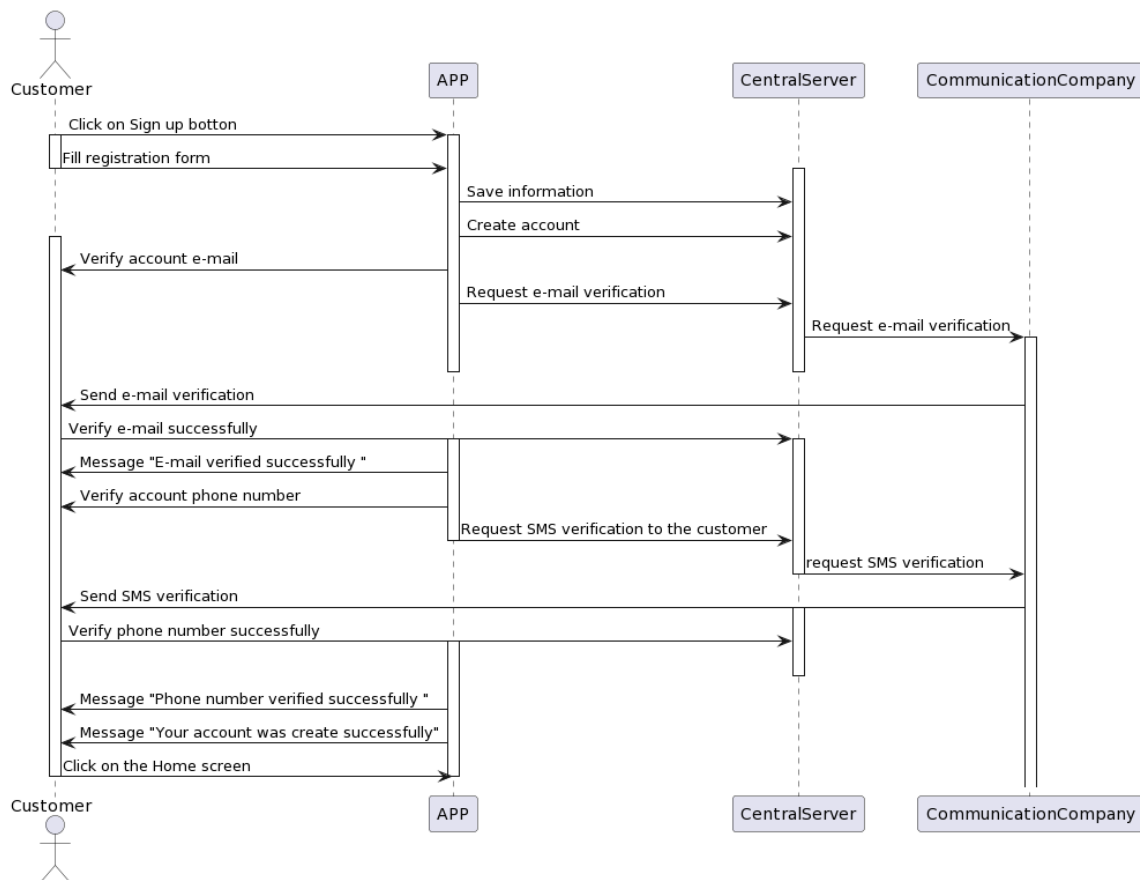 Customer
APP
CentralServer
CommunicationCompany
Click on Sign up botton
Fill registration form
Save information
Create account
Verify account e-mail
Request e-mail verification
Request e-mail verification
Send e-mail verification
Verify e-mail successfully
Message "E-mail verified successfully "
Verify account phone number
Request SMS verification to the customer
request SMS verification
Send SMS verification
Verify phone number successfully
Message "Phone number verified successfully "
Message "Your account was create successfully"
Click on the Home screen
Customer
APP
CentralServer
CommunicationCompany